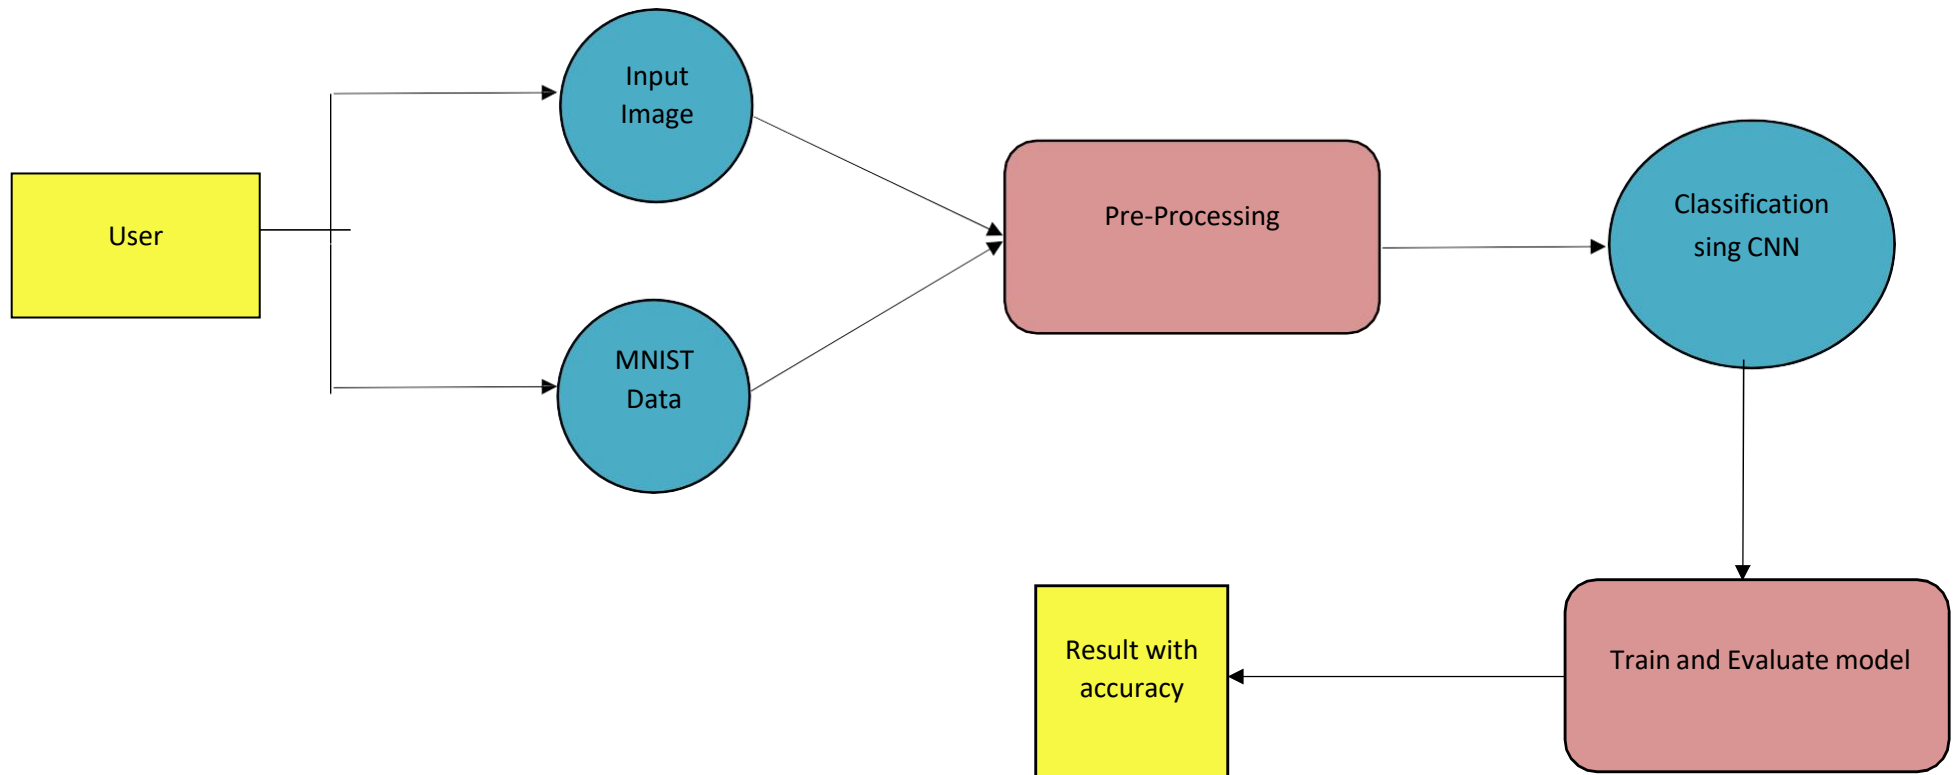 Input
Image
User
MNIST
Data
Pre-Processing
Classification
sing CNN
Train and Evaluate model
Result with
accuracy